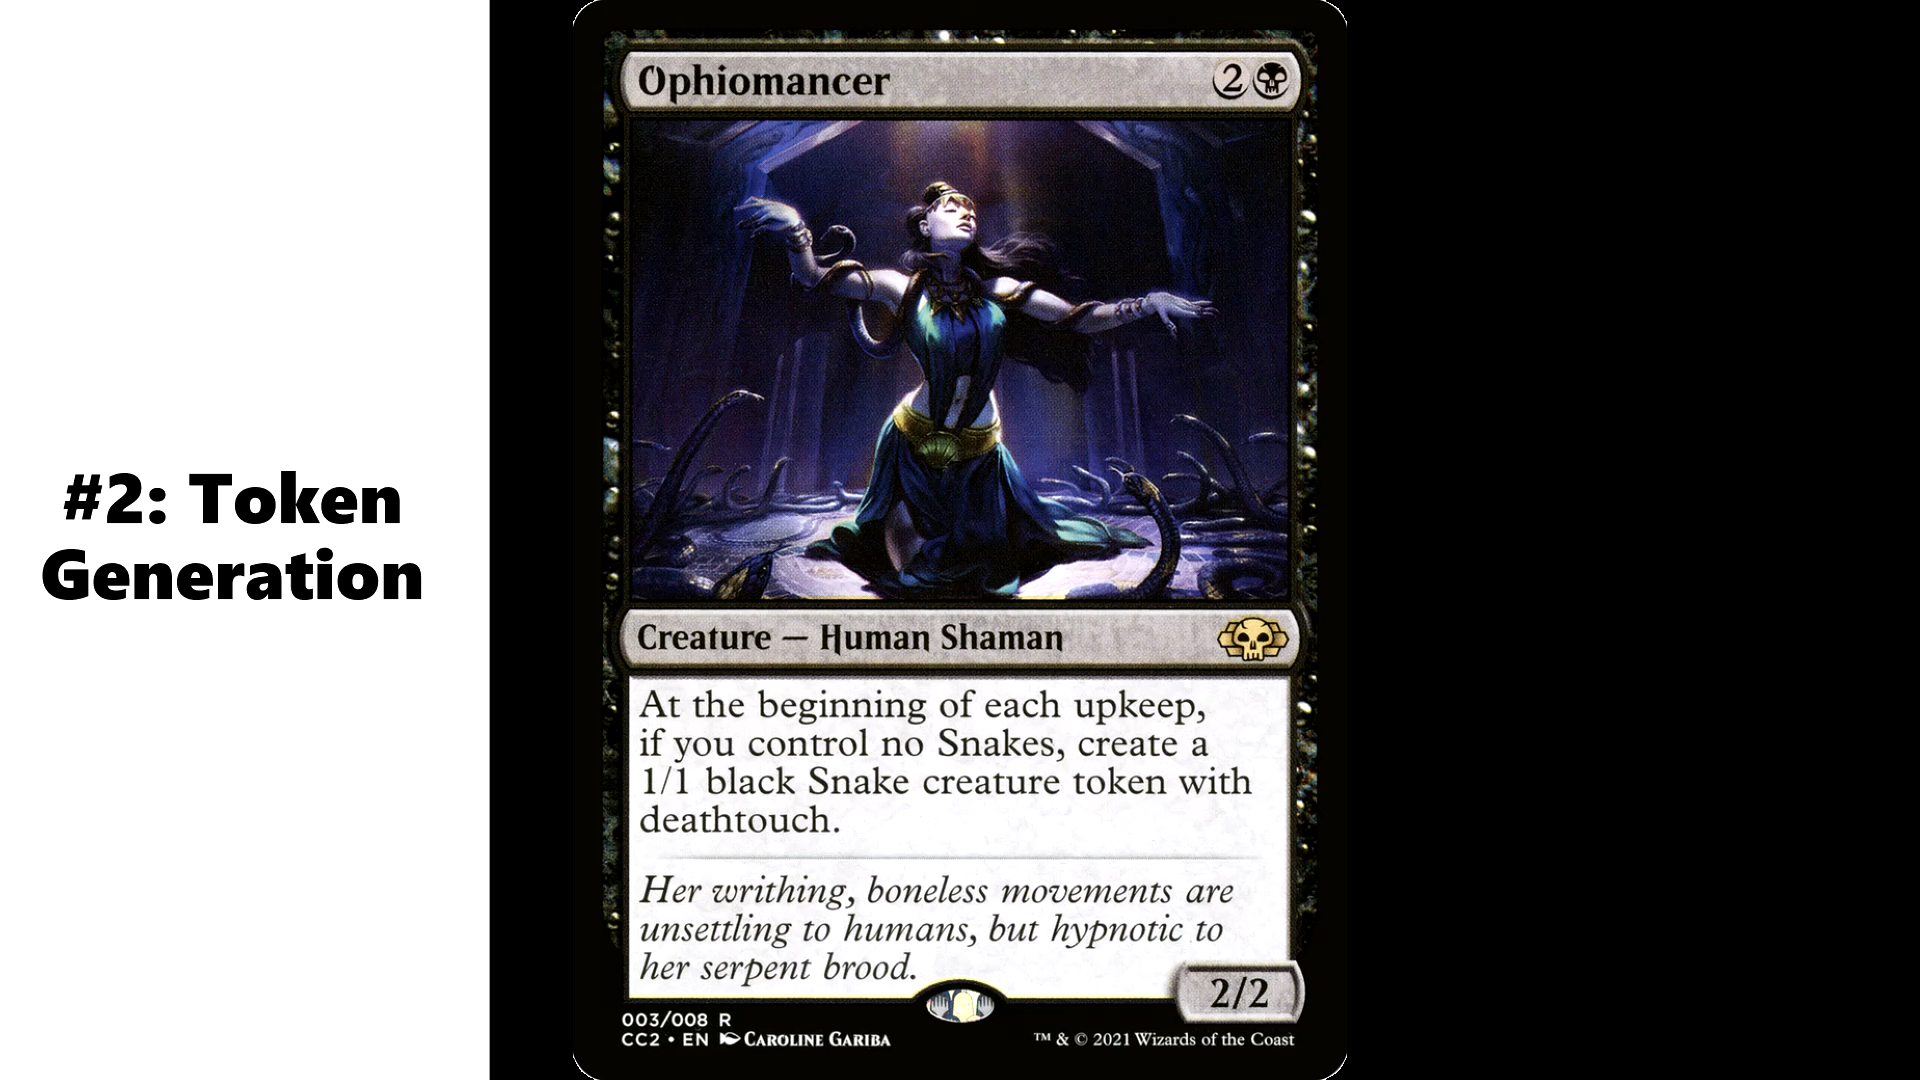 #2: Token
Generation
Ophiomancer 2
Creature — Human Shaman
At the beginning of each upkeep,
if you control no Snakes, create a
1/1 black Snake creature token with
deathtouch.
Her writhing, boneless movements are
unsettling to humans, but hypnotic to
her serpent brood.
2/2
003/008 R
CC2 • EN CAROLINE GARIBA
™ & © 2021 Wizards of the Coast